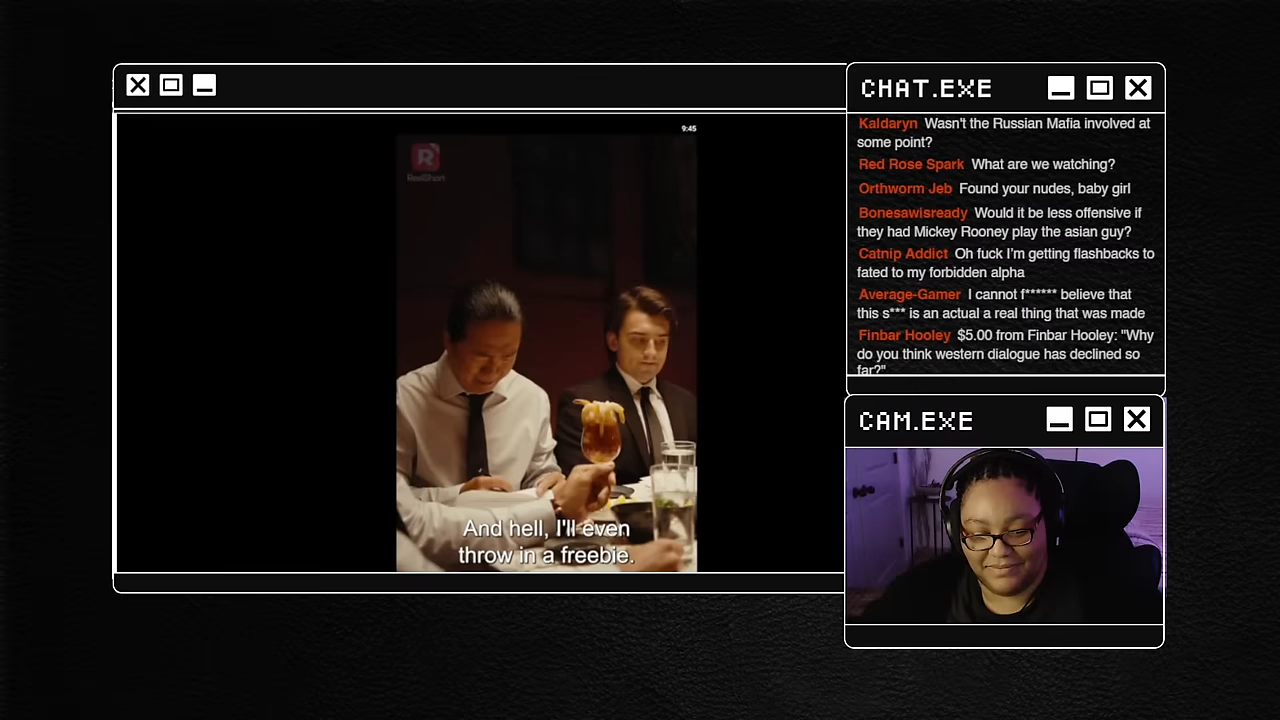 9:45
R
ReelShort
And hell, I'll even
throw in a freebie.
CHAT.EXE
Kaldaryn Wasn't the Russian Mafia involved at
some point?
Red Rose Spark What are we watching?
Orthworm Jeb Found your nudes, baby girl
Bonesawisready Would it be less offensive if
they had Mickey Rooney play the asian guy?
Catnip Addict Oh fuck I'm getting flashbacks to
fated to my forbidden alpha
Average-Gamer I cannot f****** believe that
this s*** is an actual a real thing that was made
Finbar Hooley $5.00 from Finbar Hooley: "Why
do you think western dialogue has declined so
far?"
CAM.EXE